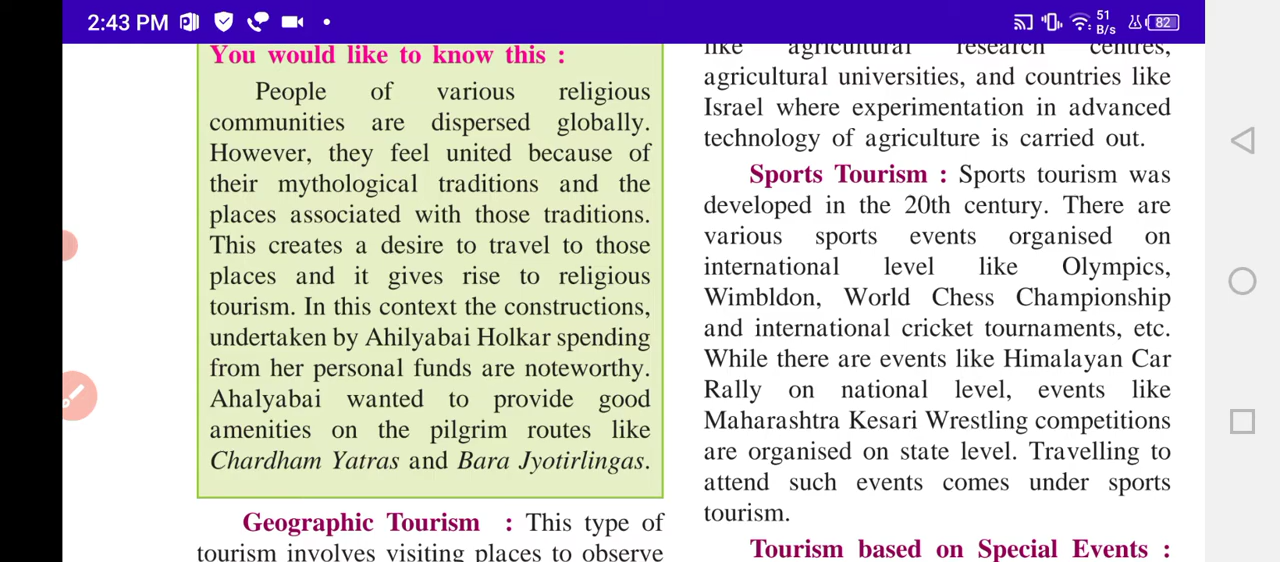 2:43 PM
51
B/s
82
You would like to know this :
People of various religious
communities are dispersed globally.
However, they feel united because of
their mythological traditions and the
places associated with those traditions.
This creates a desire to travel to those
places and it gives rise to religious
tourism. In this context the constructions,
undertaken by Ahilyabai Holkar spending
from her personal funds are noteworthy.
Ahalyabai wanted to provide good
amenities on the pilgrim routes like
Chardham Yatras and Bara Jyotirlingas.
Geographic Tourism : This type of
tourism involves visiting places to observe
like agricultural research centres,
agricultural universities, and countries like
Israel where experimentation in advanced
technology of agriculture is carried out.
Sports Tourism : Sports tourism was
developed in the 20th century. There are
various sports events organised on
international level like Olympics,
Wimbldon, World Chess Championship
and international cricket tournaments, etc.
While there are events like Himalayan Car
Rally on national level, events like
Maharashtra Kesari Wrestling competitions
are organised on state level. Travelling to
attend such events comes under sports
tourism.
Tourism based on Special Events :